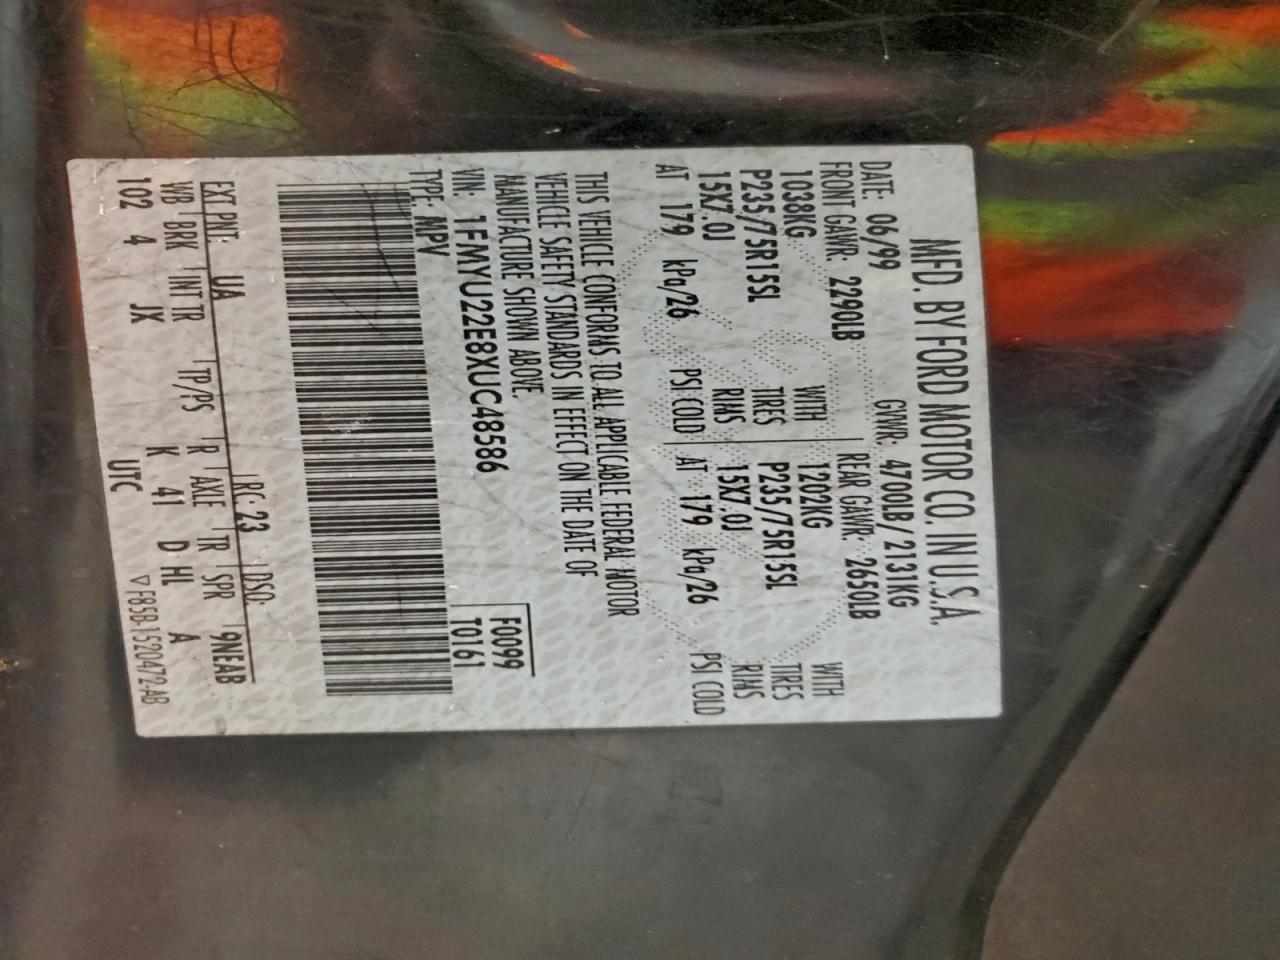 MFD. BY FORD MOTOR CO. IN U.S.A.
DATE: 06/99 GVWR: 4700LB/2131KG
FRONT GAWR: 2290LB REAR GAWR: 2650LB
1038KG WITH 1202KG WITH
P235/75R15SL TIRES P235/75R15SL TIRES
15X7.0J RIMS 15X7.0J RIMS
AT 179 kPa/26 PSI COLD AT 179 kPa/26 PSI COLD
THIS VEHICLE CONFORMS TO ALL APPLICABLE FEDERAL MOTOR
VEHICLE SAFETY STANDARDS IN EFFECT ON THE DATE OF
MANUFACTURE SHOWN ABOVE.
F0099
VIN: 1FMYU22E8XUC48586 T0161
TYPE: MPV
EXT PNT: UA RC: 23 DSO: 9NEAB
WB BRK INT TR TP/PS R AXLE TR SPR
102 4 JX K 41 D HL A
UTC ▽F85B-1520472-AB